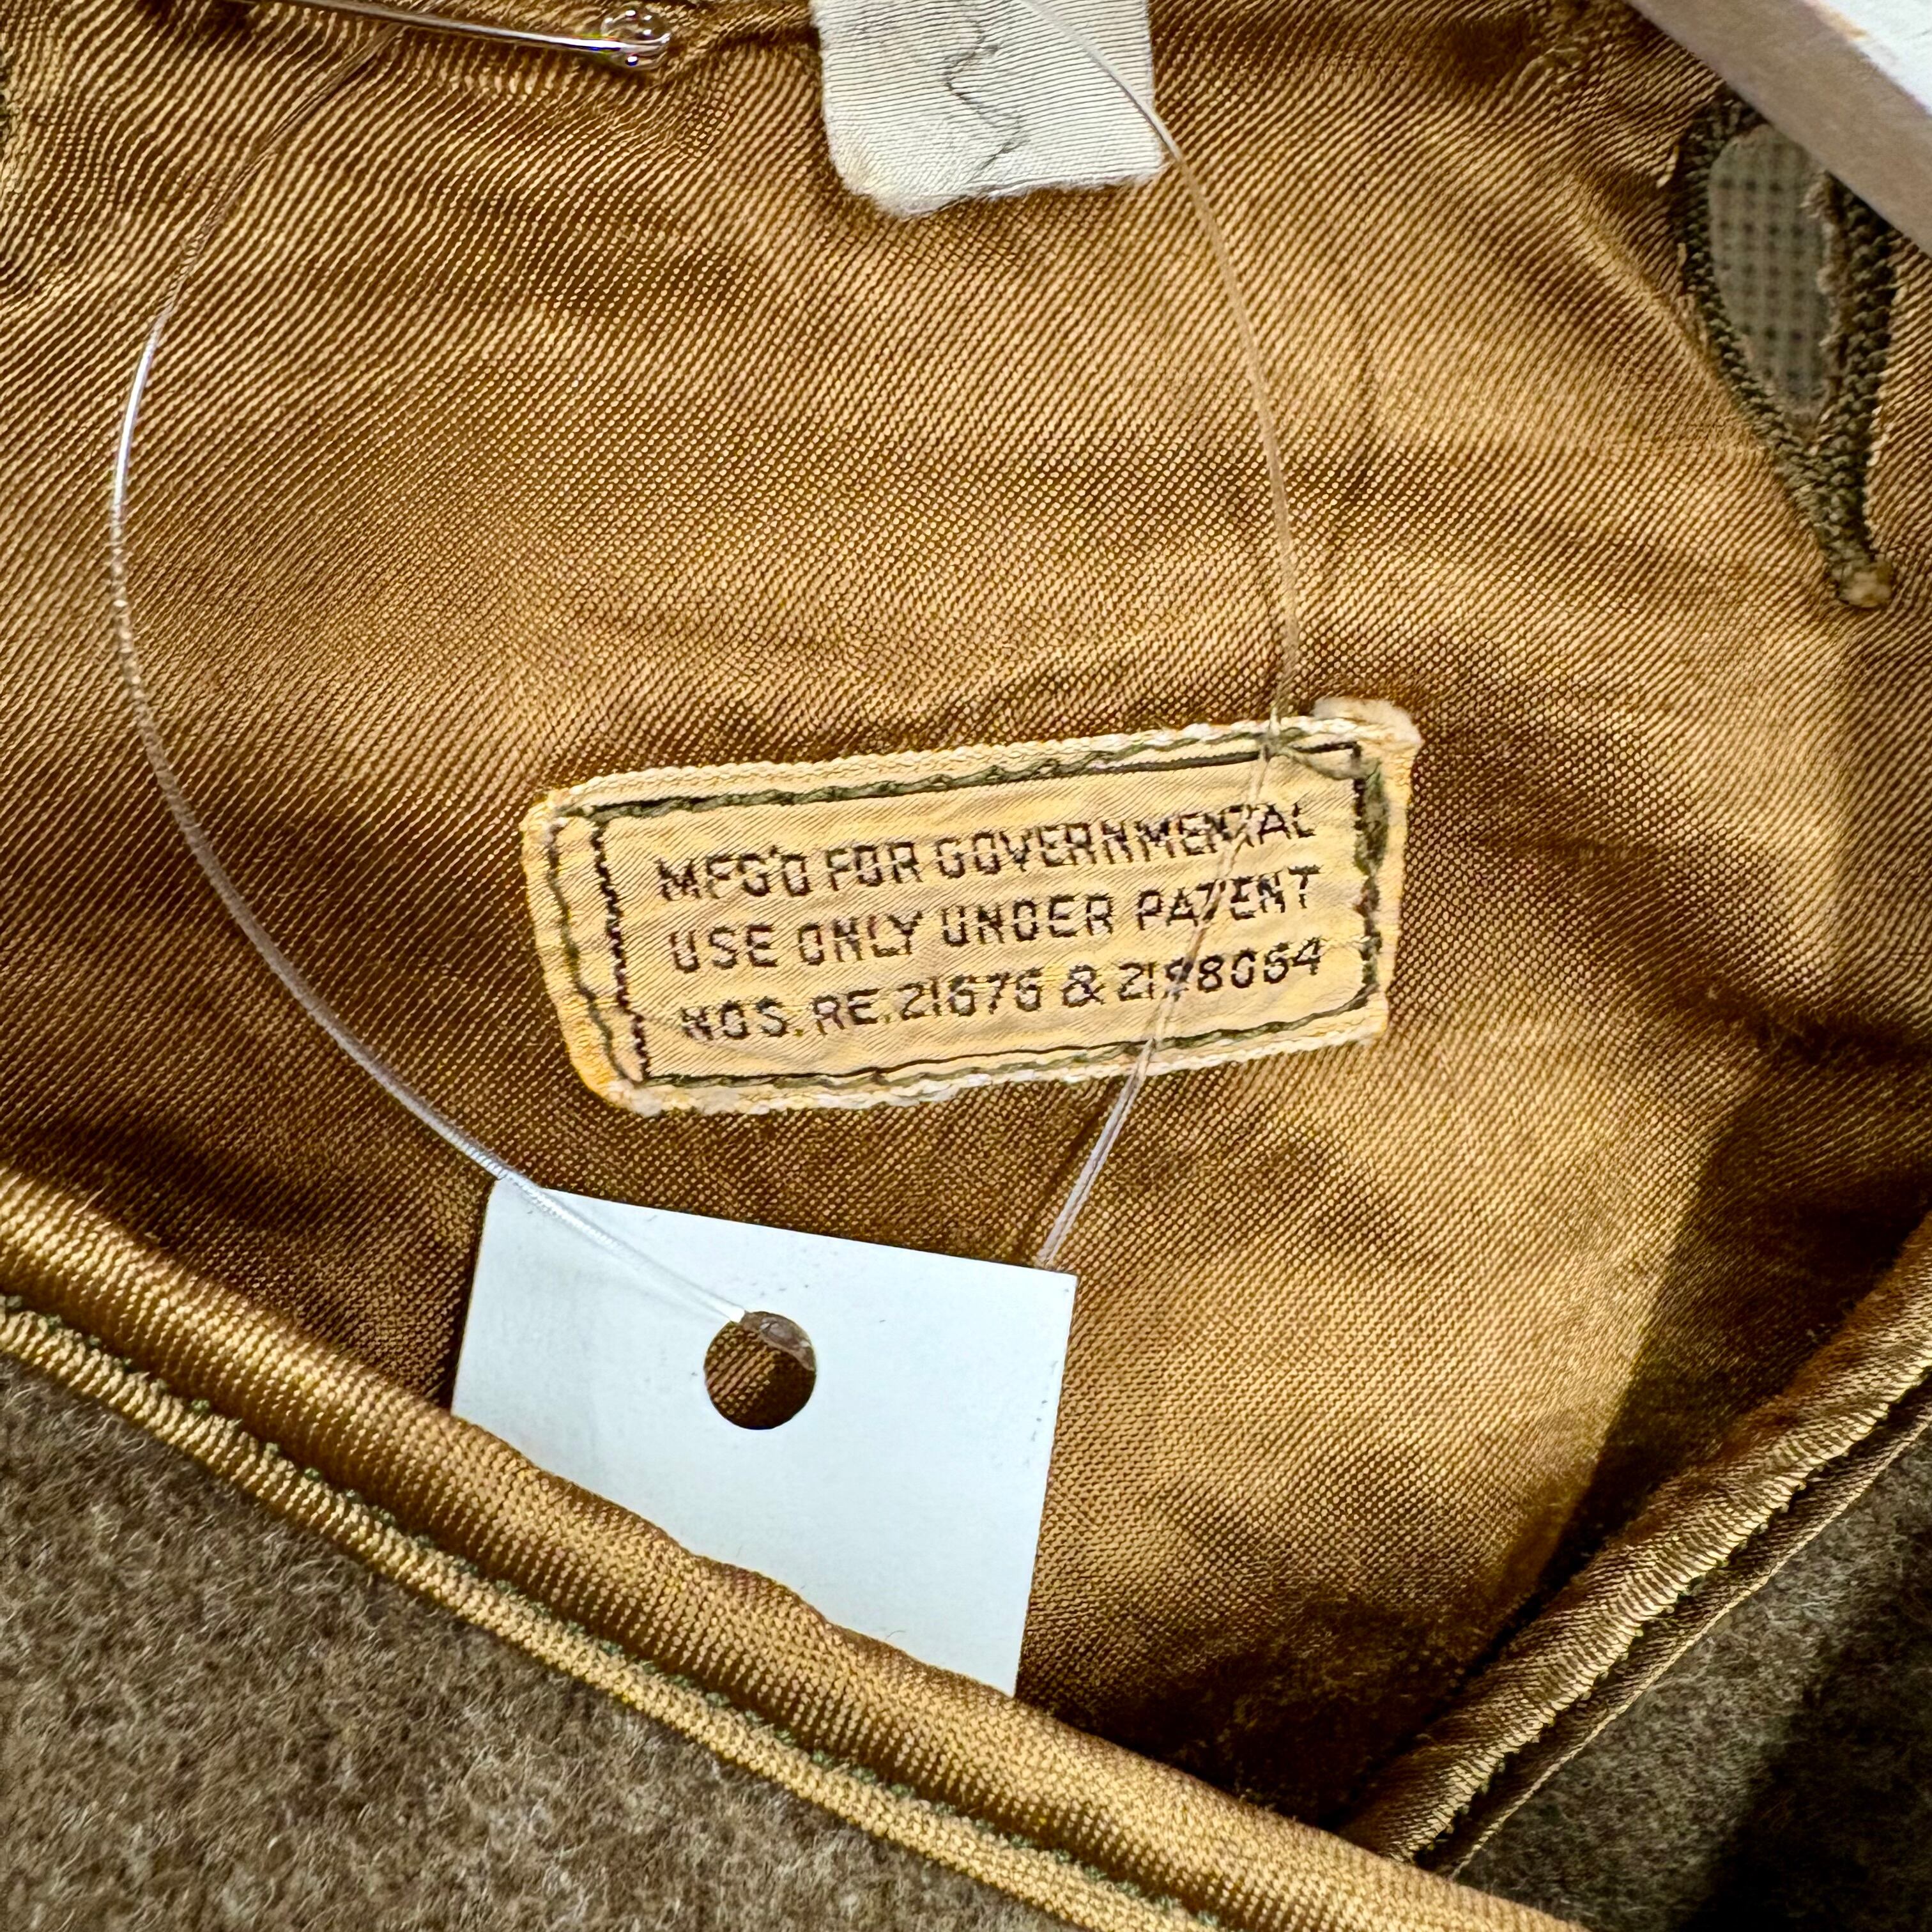 MFG'D FOR GOVERNMENTAL
USE ONLY UNDER PATENT
NOS. RE. 21676 & 2198064